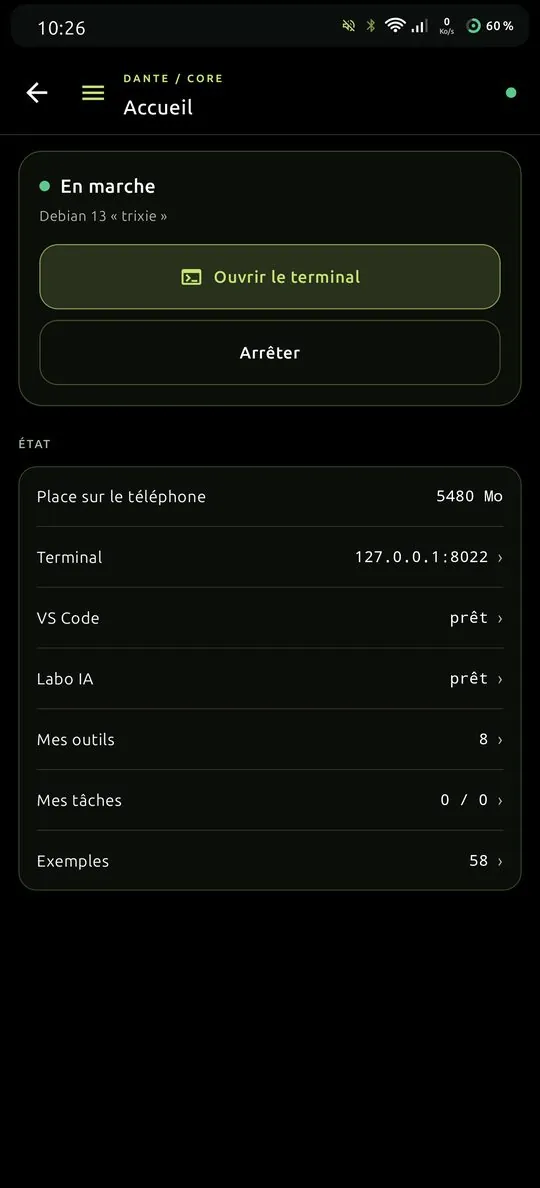 10:26
0
Ko/s
60 %
DANTE / CORE
Accueil
En marche
Debian 13 « trixie »
Ouvrir le terminal
Arrêter
ÉTAT
Place sur le téléphone 5480 Mo
Terminal 127.0.0.1:8022 ›
VS Code prêt ›
Labo IA prêt ›
Mes outils 8 ›
Mes tâches 0 / 0 ›
Exemples 58 ›